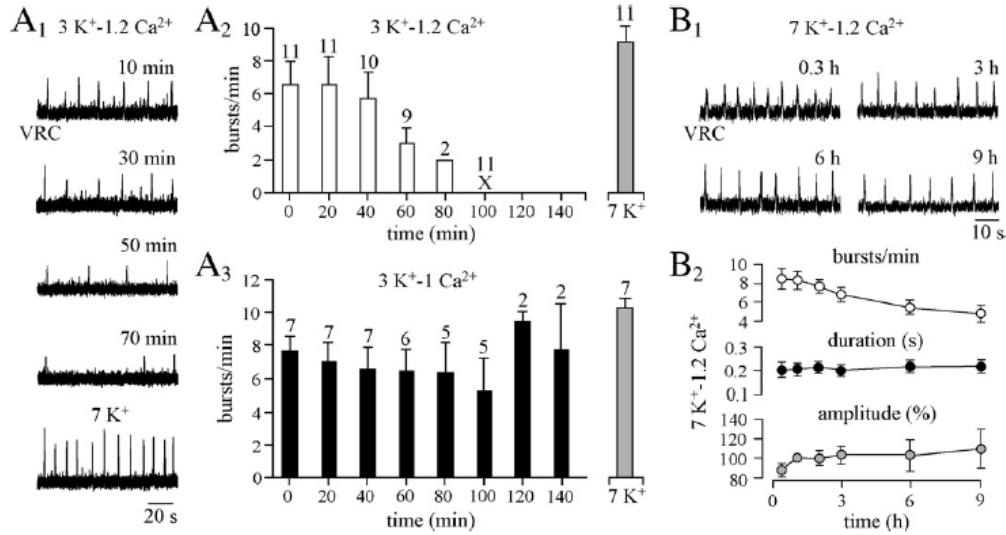 A₁ 3 K⁺-1.2 Ca²⁺
10 min
VRC
30 min
50 min
70 min
7 K⁺
20 s
A₂ 3 K⁺-1.2 Ca²⁺
bursts/min
10
8
6
4
2
0
11 11 10 9 2 11
X
0 20 40 60 80 100 120 140
time (min)
11
7 K⁺
A₃ 3 K⁺-1 Ca²⁺
bursts/min
12
10
8
6
4
2
0
7 7 7 6 5 5 2 2
0 20 40 60 80 100 120 140
time (min)
7
7 K⁺
B₁ 7 K⁺-1.2 Ca²⁺
0.3 h 3 h
VRC
6 h 9 h
10 s
B₂ bursts/min
7 K⁺-1.2 Ca²⁺
10
8
6
4
duration (s)
0.3
0.2
0.1
amplitude (%)
140
120
100
80
0 3 6 9
time (h)